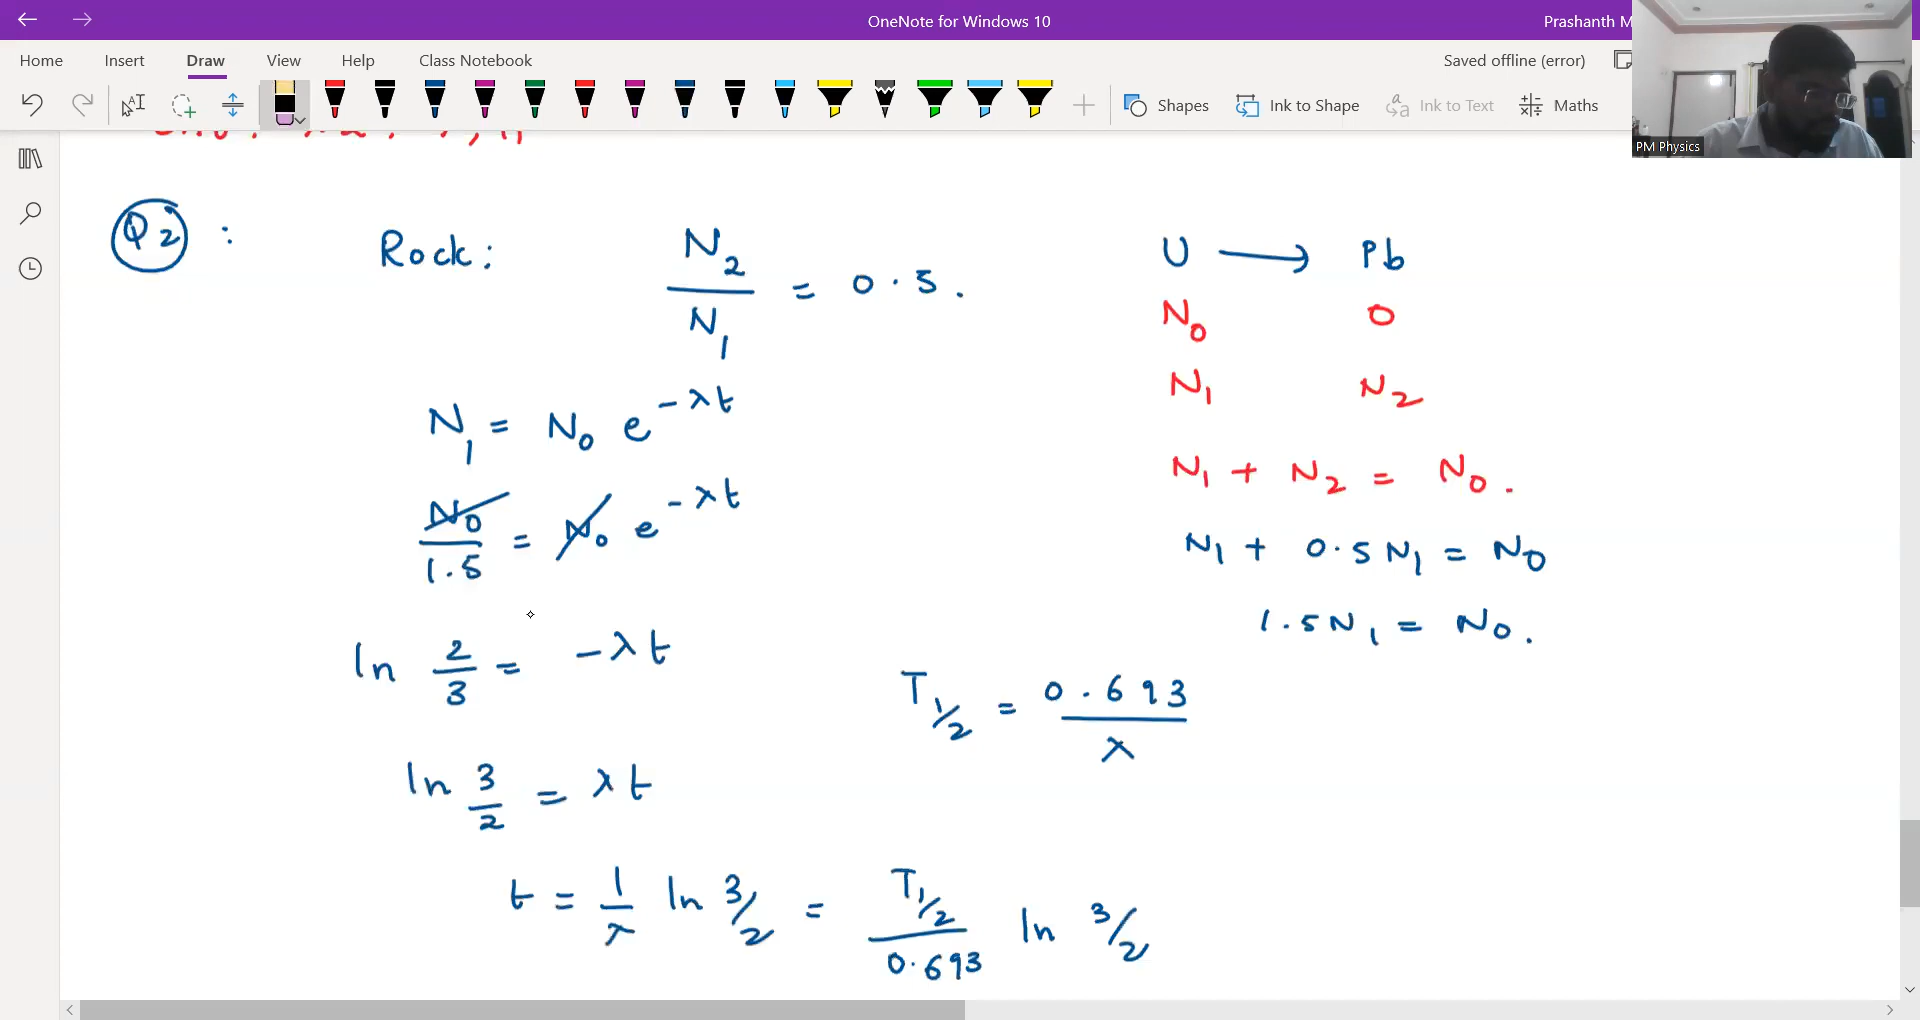 OneNote for Windows 10
Prashanth M
Home Insert Draw View Help Class Notebook
Saved offline (error)
Shapes Ink to Shape Ink to Text Maths
PM Physics
Q2 :
Rock:
N₂/N₁ = 0.5.
N₁ = N₀ e^(-λt)
N₀/1.5 = N₀ e^(-λt)
ln 2/3 = -λt
ln 3/2 = λt
t = 1/λ ln 3/2 = T½/0.693 ln 3/2
U → Pb
N₀ 0
N₁ N₂
N₁ + N₂ = N₀.
N₁ + 0.5N₁ = N₀
1.5N₁ = N₀.
T½ = 0.693/λ